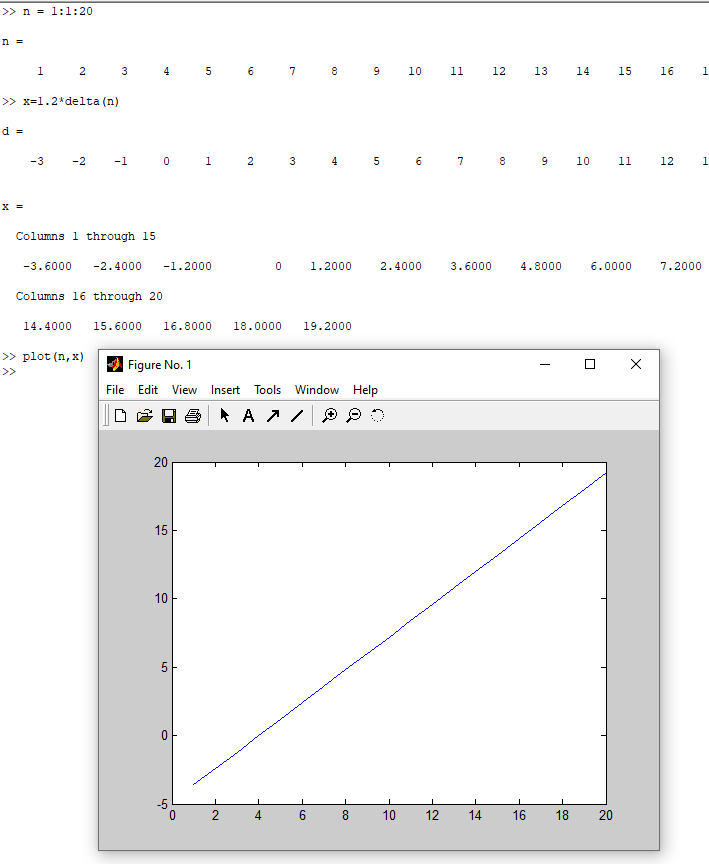 >> n = 1:1:20
n =
1 2 3 4 5 6 7 8 9 10 11 12 13 14 15 16 1
>> x=1.2*delta(n)
d =
-3 -2 -1 0 1 2 3 4 5 6 7 8 9 10 11 12 1
x =
Columns 1 through 15
-3.6000 -2.4000 -1.2000 0 1.2000 2.4000 3.6000 4.8000 6.0000 7.2000
Columns 16 through 20
14.4000 15.6000 16.8000 18.0000 19.2000
>> plot(n,x)
>>
Figure No. 1
File Edit View Insert Tools Window Help
A
20
15
10
5
0
-5
0 2 4 6 8 10 12 14 16 18 20